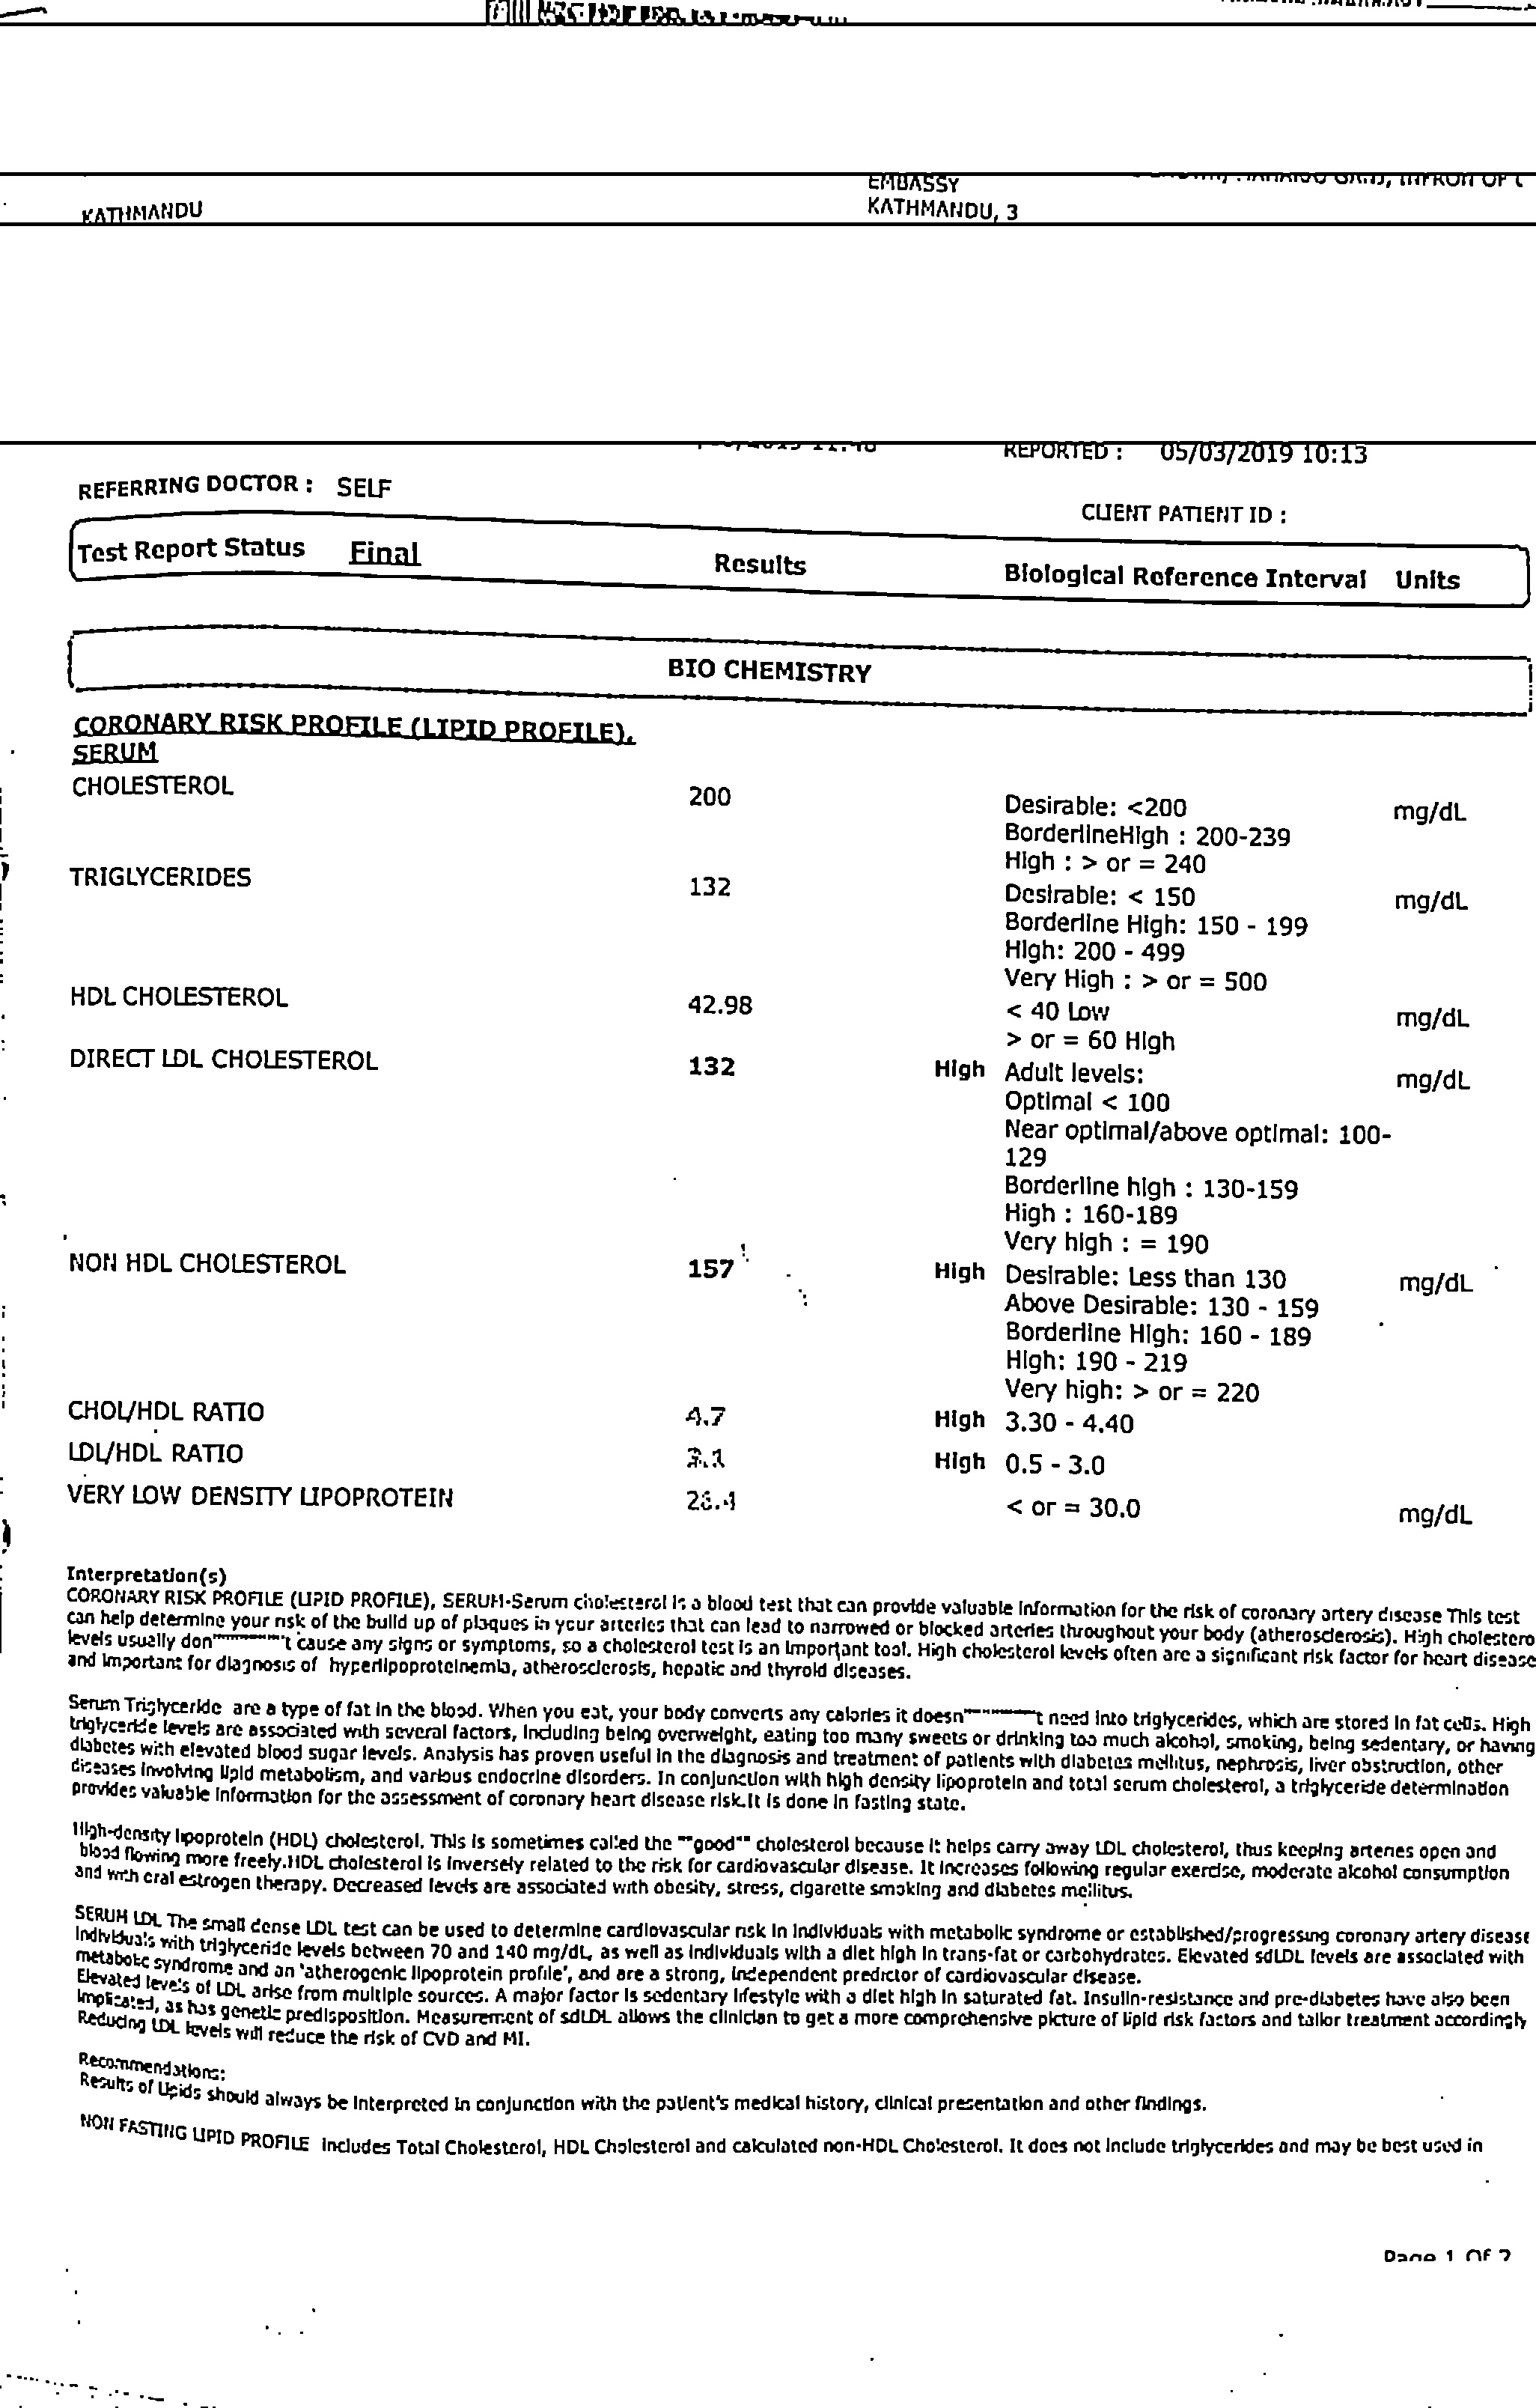 EMBASSY
KATHMANDU KATHMANDU, 3
REPORTED : 05/03/2019 10:13
REFERRING DOCTOR : SELF
CLIENT PATIENT ID :
Test Report Status Final Results Biological Reference Interval Units
BIO CHEMISTRY
CORONARY RISK PROFILE (LIPID PROFILE),
SERUM
CHOLESTEROL 200 Desirable: <200 mg/dL
BorderlineHigh : 200-239
High : > or = 240
TRIGLYCERIDES 132 Desirable: < 150 mg/dL
Borderline High: 150 - 199
High: 200 - 499
Very High : > or = 500
HDL CHOLESTEROL 42.98 < 40 Low mg/dL
> or = 60 High
DIRECT LDL CHOLESTEROL 132 High Adult levels: mg/dL
Optimal < 100
Near optimal/above optimal: 100-
129
Borderline high : 130-159
High : 160-189
Very high : = 190
NON HDL CHOLESTEROL 157 High Desirable: Less than 130 mg/dL
Above Desirable: 130 - 159
Borderline High: 160 - 189
High: 190 - 219
Very high: > or = 220
CHOL/HDL RATIO 4.7 High 3.30 - 4.40
LDL/HDL RATIO 3.1 High 0.5 - 3.0
VERY LOW DENSITY LIPOPROTEIN 26.4 < or = 30.0 mg/dL
Interpretation(s)
CORONARY RISK PROFILE (LIPID PROFILE), SERUM-Serum cholesterol is a blood test that can provide valuable information for the risk of coronary artery disease This test
can help determine your risk of the build up of plaques in your arteries that can lead to narrowed or blocked arteries throughout your body (atherosclerosis). High cholestero
levels usually don""""""""'t cause any signs or symptoms, so a cholesterol test is an important tool. High cholesterol levels often are a significant risk factor for heart disease
and important for diagnosis of hyperlipoproteinemia, atherosclerosis, hepatic and thyroid diseases.
Serum Triglyceride are a type of fat in the blood. When you eat, your body converts any calories it doesn""""""""t need into triglycerides, which are stored in fat cells. High
triglyceride levels are associated with several factors, including being overweight, eating too many sweets or drinking too much alcohol, smoking, being sedentary, or having
diabetes with elevated blood sugar levels. Analysis has proven useful in the diagnosis and treatment of patients with diabetes mellitus, nephrosis, liver obstruction, other
diseases involving lipid metabolism, and various endocrine disorders. In conjunction with high density lipoprotein and total serum cholesterol, a triglyceride determination
provides valuable information for the assessment of coronary heart disease risk.It is done in fasting state.
High-density lipoprotein (HDL) cholesterol. This is sometimes called the ""good"" cholesterol because it helps carry away LDL cholesterol, thus keeping arteries open and
blood flowing more freely.HDL cholesterol is inversely related to the risk for cardiovascular disease. It increases following regular exercise, moderate alcohol consumption
and with oral estrogen therapy. Decreased levels are associated with obesity, stress, cigarette smoking and diabetes mellitus.
SERUM LDL The small dense LDL test can be used to determine cardiovascular risk in individuals with metabolic syndrome or established/progressing coronary artery disease
Individuals with triglyceride levels between 70 and 140 mg/dL, as well as individuals with a diet high in trans-fat or carbohydrates. Elevated sdLDL levels are associated with
metabolic syndrome and an 'atherogenic lipoprotein profile', and are a strong, independent predictor of cardiovascular disease.
Elevated levels of LDL arise from multiple sources. A major factor is sedentary lifestyle with a diet high in saturated fat. Insulin-resistance and pre-diabetes have also been
implicated, as has genetic predisposition. Measurement of sdLDL allows the clinician to get a more comprehensive picture of lipid risk factors and tailor treatment accordingly
Reducing LDL levels will reduce the risk of CVD and MI.
Recommendations:
Results of Lipids should always be interpreted in conjunction with the patient's medical history, clinical presentation and other findings.
NON FASTING LIPID PROFILE includes Total Cholesterol, HDL Cholesterol and calculated non-HDL Cholesterol. It does not include triglycerides and may be best used in
Page 1 Of 2